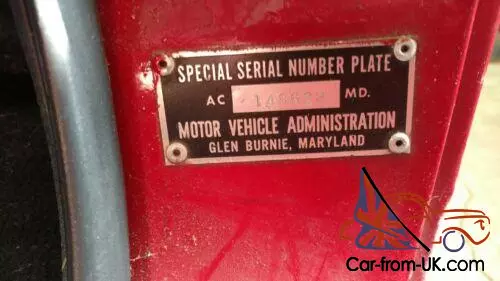 SPECIAL SERIAL NUMBER PLATE
AC MD.
MOTOR VEHICLE ADMINISTRATION
GLEN BURNIE, MARYLAND
Car-from-UK.com